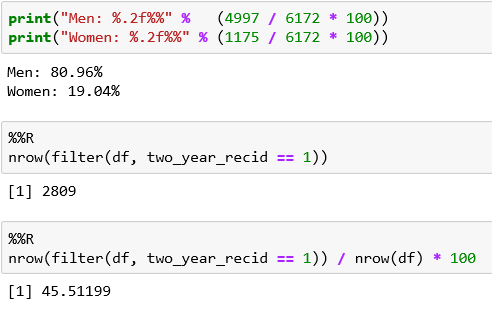 print("Men: %.2f%%" %   (4997 / 6172 * 100))
print("Women: %.2f%%" % (1175 / 6172 * 100))
Men: 80.96%
Women: 19.04%
%%R
nrow(filter(df, two_year_recid == 1))
[1] 2809
%%R
nrow(filter(df, two_year_recid == 1)) / nrow(df) * 100
[1] 45.51199